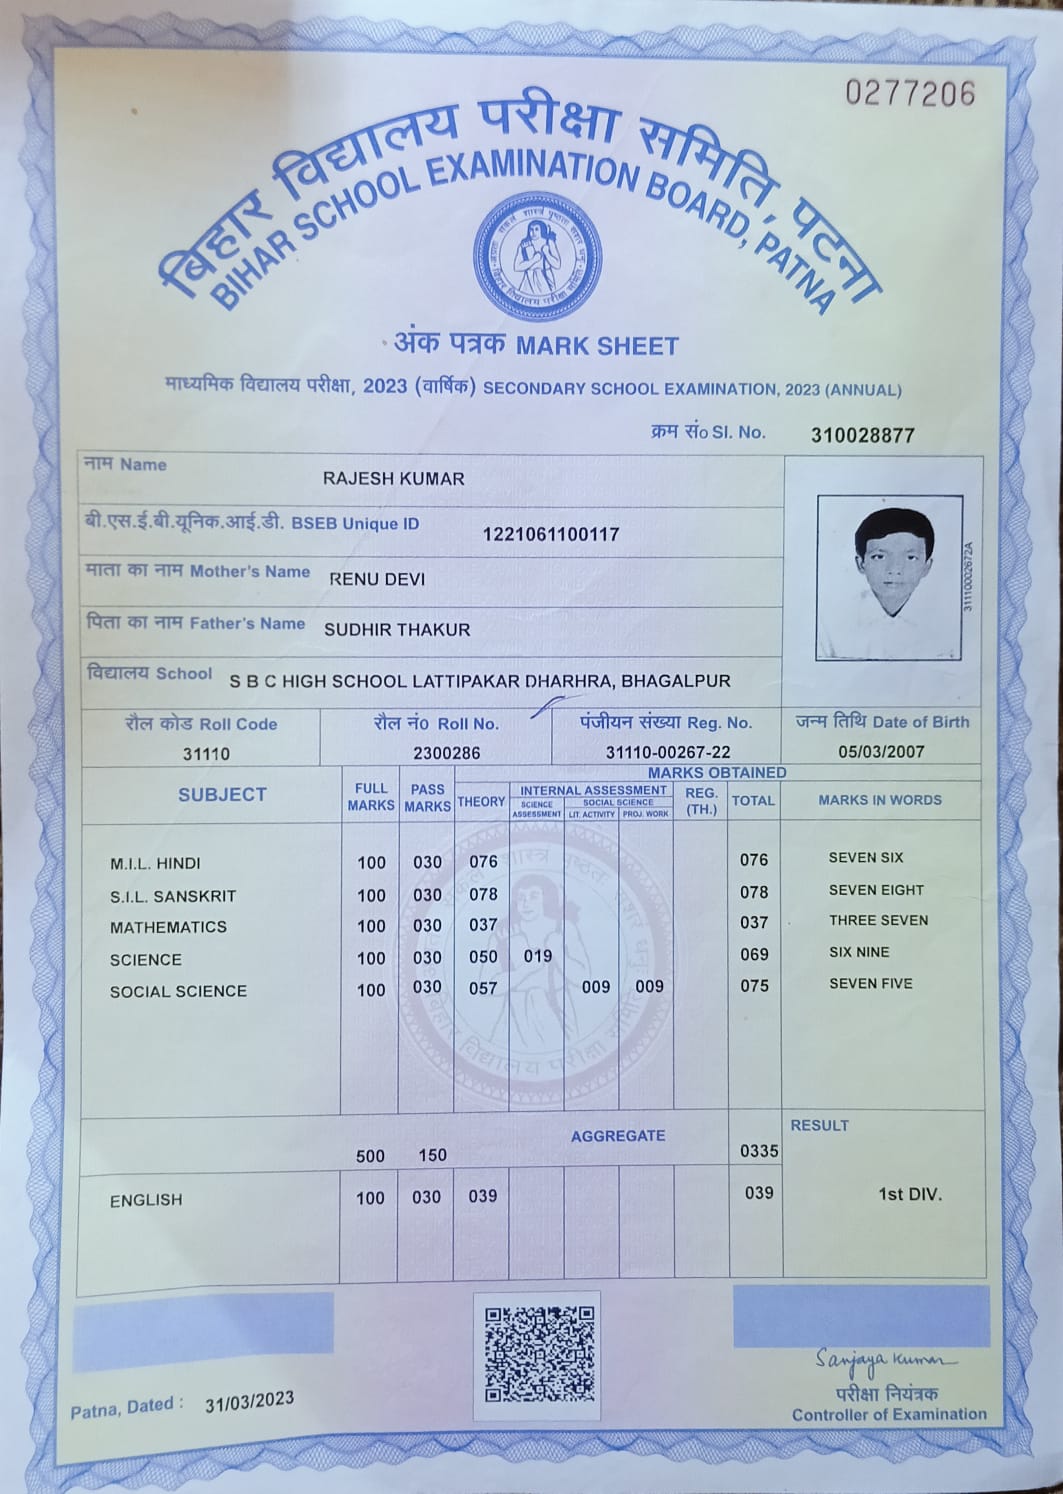 0277206
बिहार विद्यालय परीक्षा समिति, पटना
BIHAR SCHOOL EXAMINATION BOARD, PATNA
अंक पत्रक MARK SHEET
माध्यमिक विद्यालय परीक्षा, 2023 (वार्षिक) SECONDARY SCHOOL EXAMINATION, 2023 (ANNUAL)
क्रम सं० Sl. No. 310028877
नाम Name RAJESH KUMAR
बी.एस.ई.बी.यूनिक.आई.डी. BSEB Unique ID 1221061100117
माता का नाम Mother's Name RENU DEVI
पिता का नाम Father's Name SUDHIR THAKUR
31110002672A
विद्यालय School S B C HIGH SCHOOL LATTIPAKAR DHARHRA, BHAGALPUR
रौल कोड Roll Code रौल नं० Roll No. पंजीयन संख्या Reg. No. जन्म तिथि Date of Birth
31110 2300286 31110-00267-22 05/03/2007
MARKS OBTAINED
SUBJECT FULL MARKS PASS MARKS THEORY INTERNAL ASSESSMENT REG. (TH.) TOTAL MARKS IN WORDS
SCIENCE ASSESSMENT SOCIAL SCIENCE
LIT. ACTIVITY PROJ. WORK
M.I.L. HINDI 100 030 076 076 SEVEN SIX
S.I.L. SANSKRIT 100 030 078 078 SEVEN EIGHT
MATHEMATICS 100 030 037 037 THREE SEVEN
SCIENCE 100 030 050 019 069 SIX NINE
SOCIAL SCIENCE 100 030 057 009 009 075 SEVEN FIVE
AGGREGATE RESULT
500 150 0335
ENGLISH 100 030 039 039 1st DIV.
Sanjaya Kumar
परीक्षा नियंत्रक
Controller of Examination
Patna, Dated : 31/03/2023